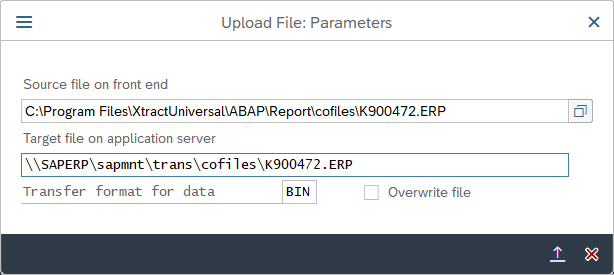 Upload File: Parameters
Source file on front end
C:\Program Files\XtractUniversal\ABAP\Report\cofiles\K900472.ERP
Target file on application server
\\SAPERP\sapmnt\trans\cofiles\K900472.ERP
Transfer format for data BIN Overwrite file